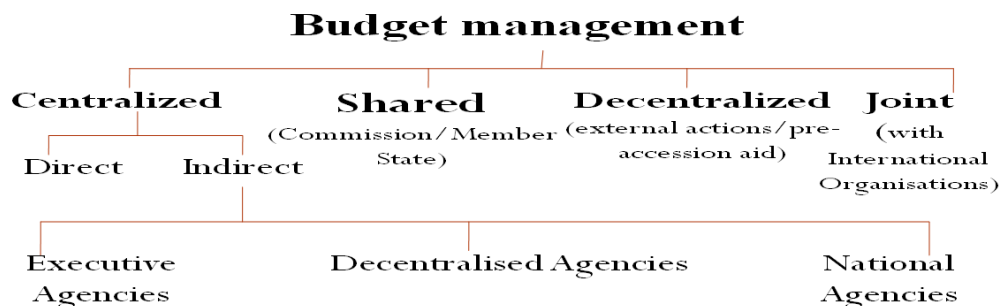 Budget management
Centralized
Shared
(Commission/Member
State)
Decentralized
(external actions/pre-
accession aid)
Joint
(with
International
Organisations)
Direct
Indirect
Executive
Agencies
Decentralised Agencies
National
Agencies